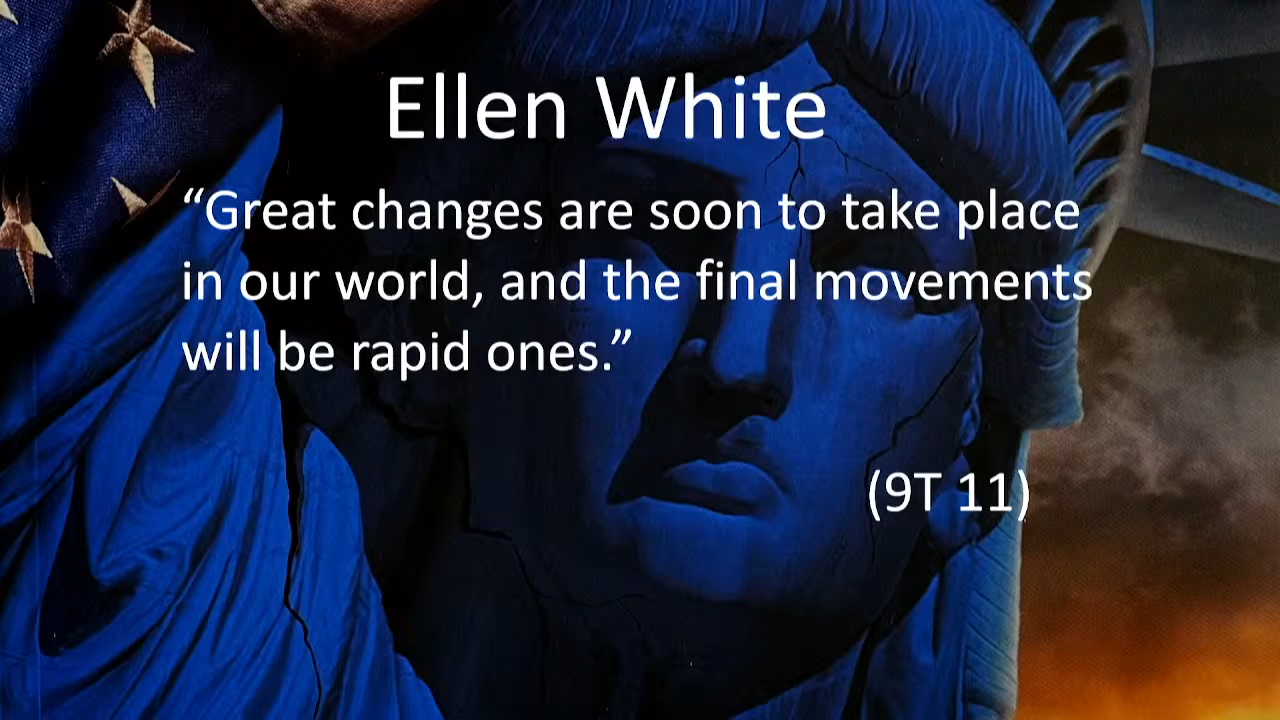 Ellen White
“Great changes are soon to take place
in our world, and the final movements
will be rapid ones.”
(9T 11)